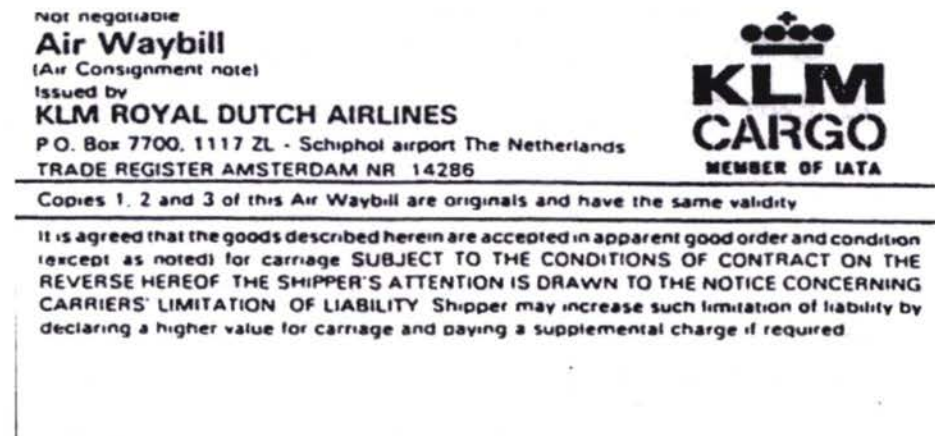 Not negotiable
Air Waybill
(Air Consignment note)
Issued by
KLM ROYAL DUTCH AIRLINES
P.O. Box 7700, 1117 ZL - Schiphol airport The Netherlands
TRADE REGISTER AMSTERDAM NR 14286
KLM
CARGO
MEMBER OF IATA
Copies 1, 2 and 3 of this Air Waybill are originals and have the same validity
It is agreed that the goods described herein are accepted in apparent good order and condition
(except as noted) for carriage SUBJECT TO THE CONDITIONS OF CONTRACT ON THE
REVERSE HEREOF THE SHIPPER'S ATTENTION IS DRAWN TO THE NOTICE CONCERNING
CARRIERS' LIMITATION OF LIABILITY Shipper may increase such limitation of liability by
declaring a higher value for carriage and paying a supplemental charge if required